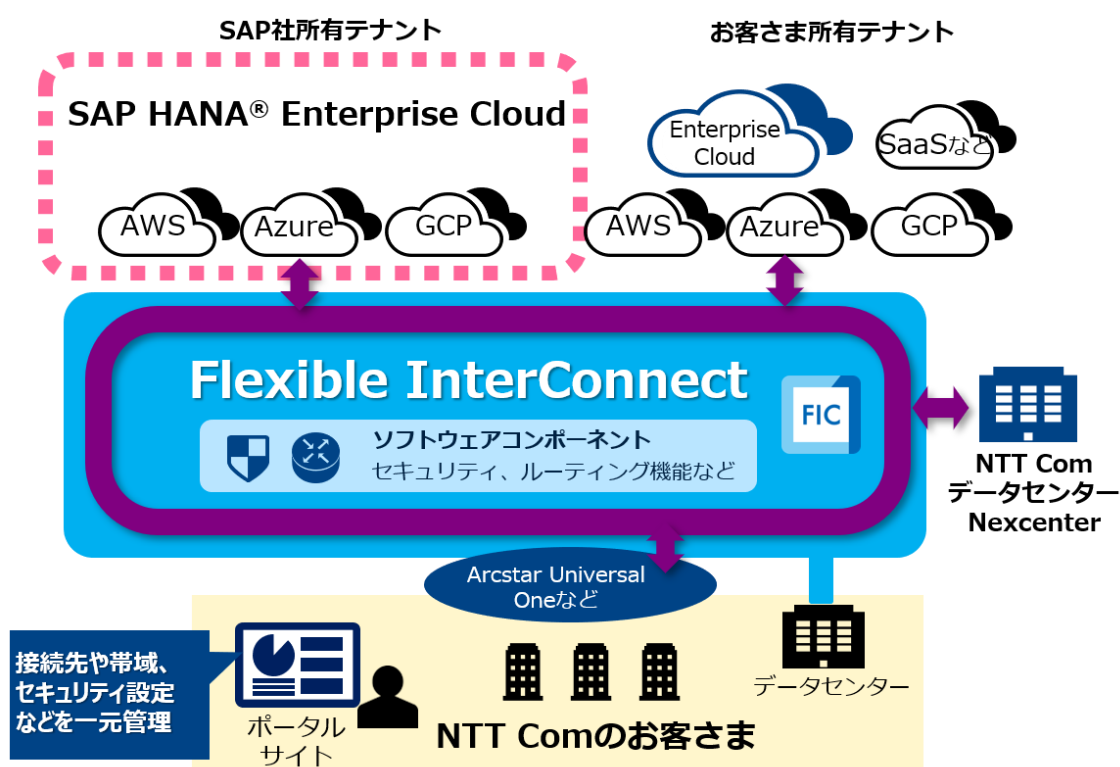 SAP社所有テナント
お客さま所有テナント
SAP HANA® Enterprise Cloud
Enterprise
Cloud
SaaSなど
AWS
Azure
GCP
AWS
Azure
GCP
Flexible InterConnect
FIC
ソフトウェアコンポーネント
セキュリティ、ルーティング機能など
NTT Com
データセンター
Nexcenter
Arcstar Universal
Oneなど
接続先や帯域、
セキュリティ設定
などを一元管理
ポータル
サイト
NTT Comのお客さま
データセンター